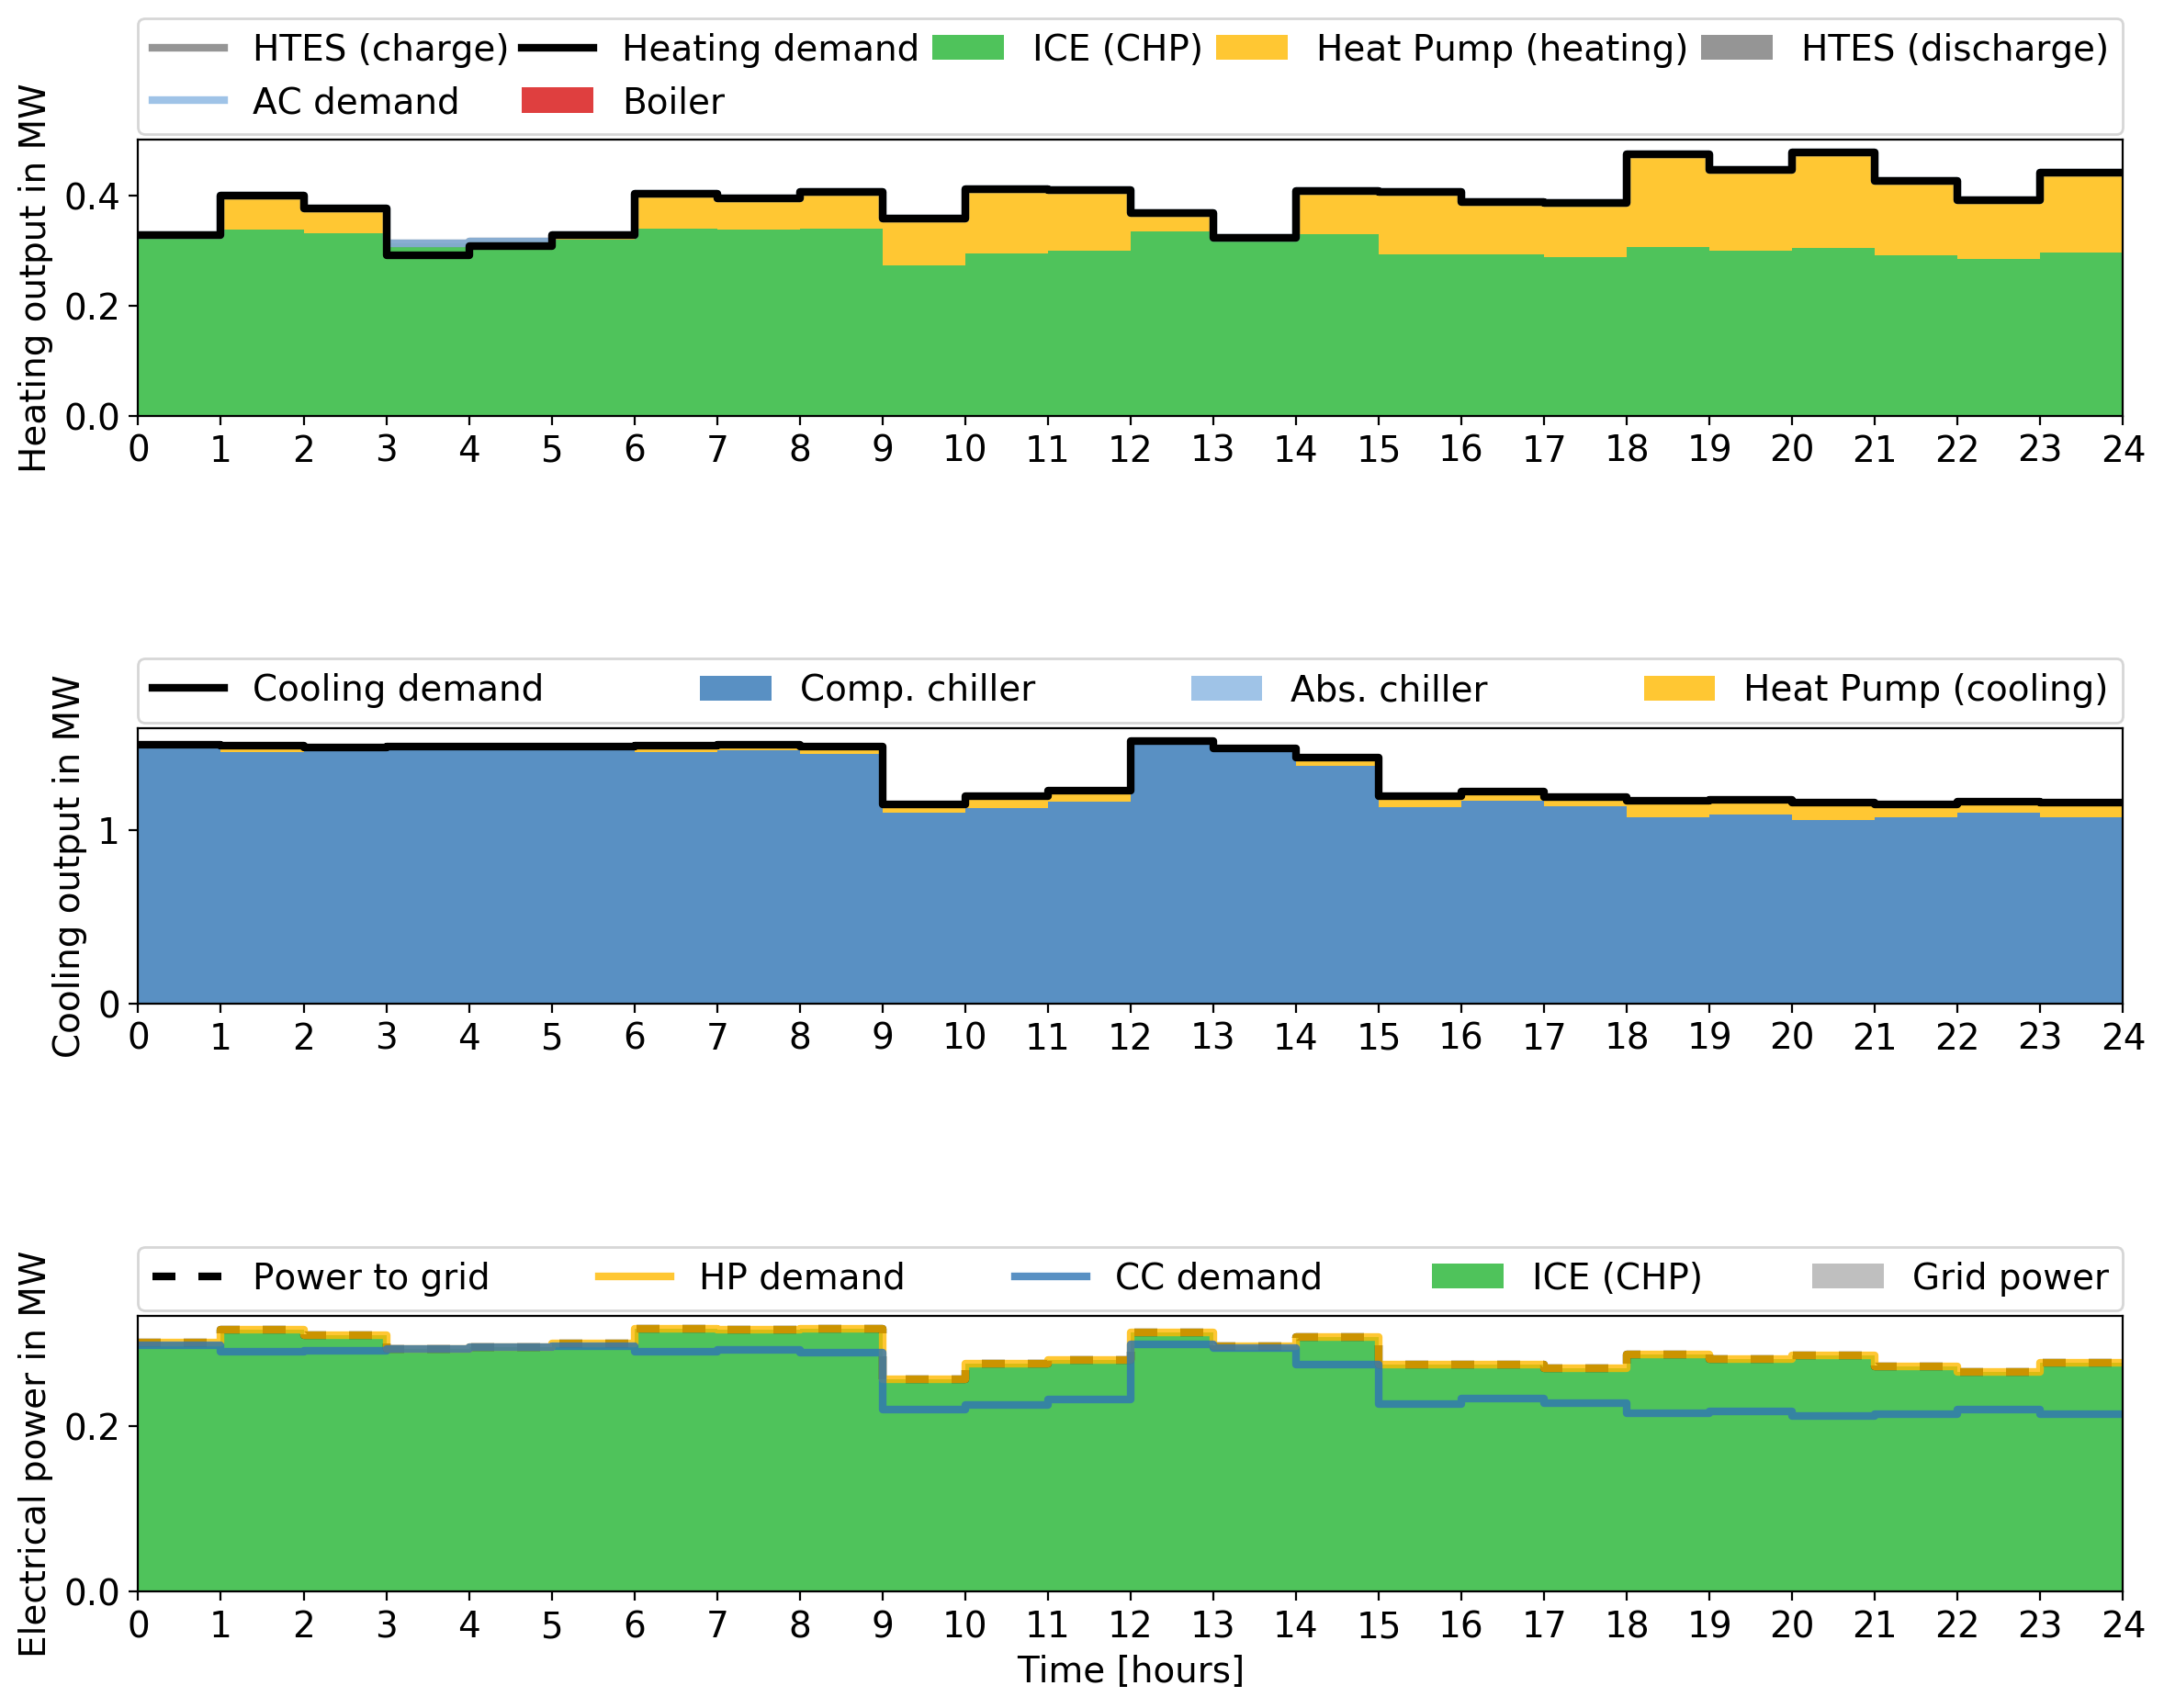 HTES (charge) Heating demand ICE (CHP) Heat Pump (heating) HTES (discharge)
AC demand Boiler
Heating output in MW
0.4
0.2
0.0
0 1 2 3 4 5 6 7 8 9 10 11 12 13 14 15 16 17 18 19 20 21 22 23 24
Cooling demand Comp. chiller Abs. chiller Heat Pump (cooling)
Cooling output in MW
1
0
0 1 2 3 4 5 6 7 8 9 10 11 12 13 14 15 16 17 18 19 20 21 22 23 24
Power to grid HP demand CC demand ICE (CHP) Grid power
Electrical power in MW
0.2
0.0
0 1 2 3 4 5 6 7 8 9 10 11 12 13 14 15 16 17 18 19 20 21 22 23 24
Time [hours]